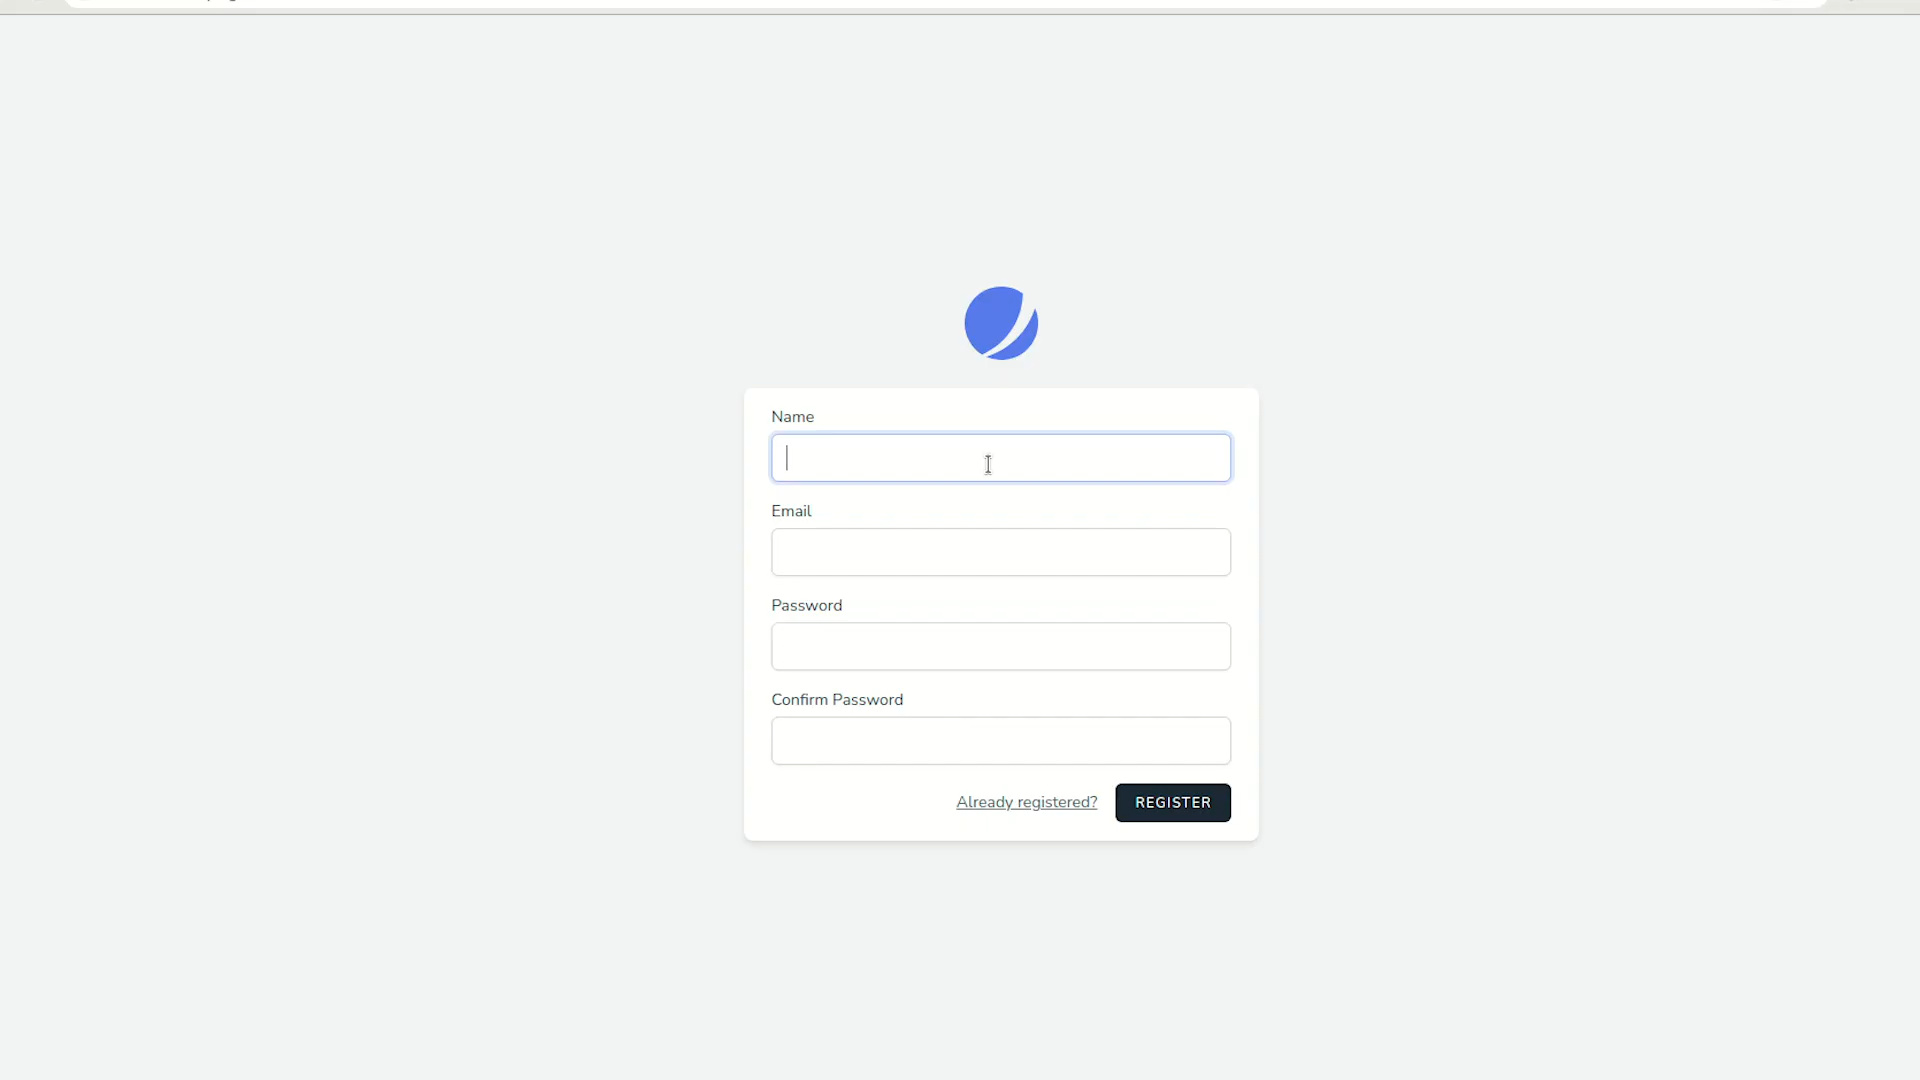 Name
Email
Password
Confirm Password
Already registered? REGISTER